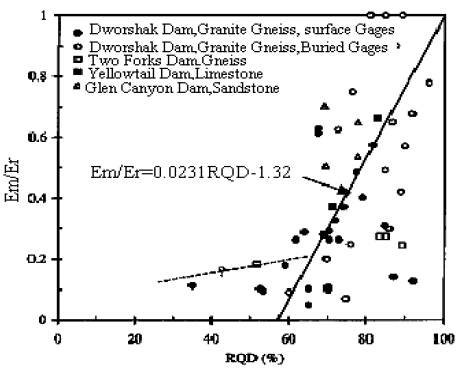 Dworshak Dam,Granite Gneiss, surface Gages
Dworshak Dam,Granite Gneiss,Buried Gages
Two Forks Dam,Gneiss
Yellowtail Dam,Limestone
Glen Canyon Dam,Sandstone
Em/Er=0.0231RQD-1.32
Em/Er
1
0.8
0.6
0.4
0.2
0
0 20 40 60 80 100
RQD (%)